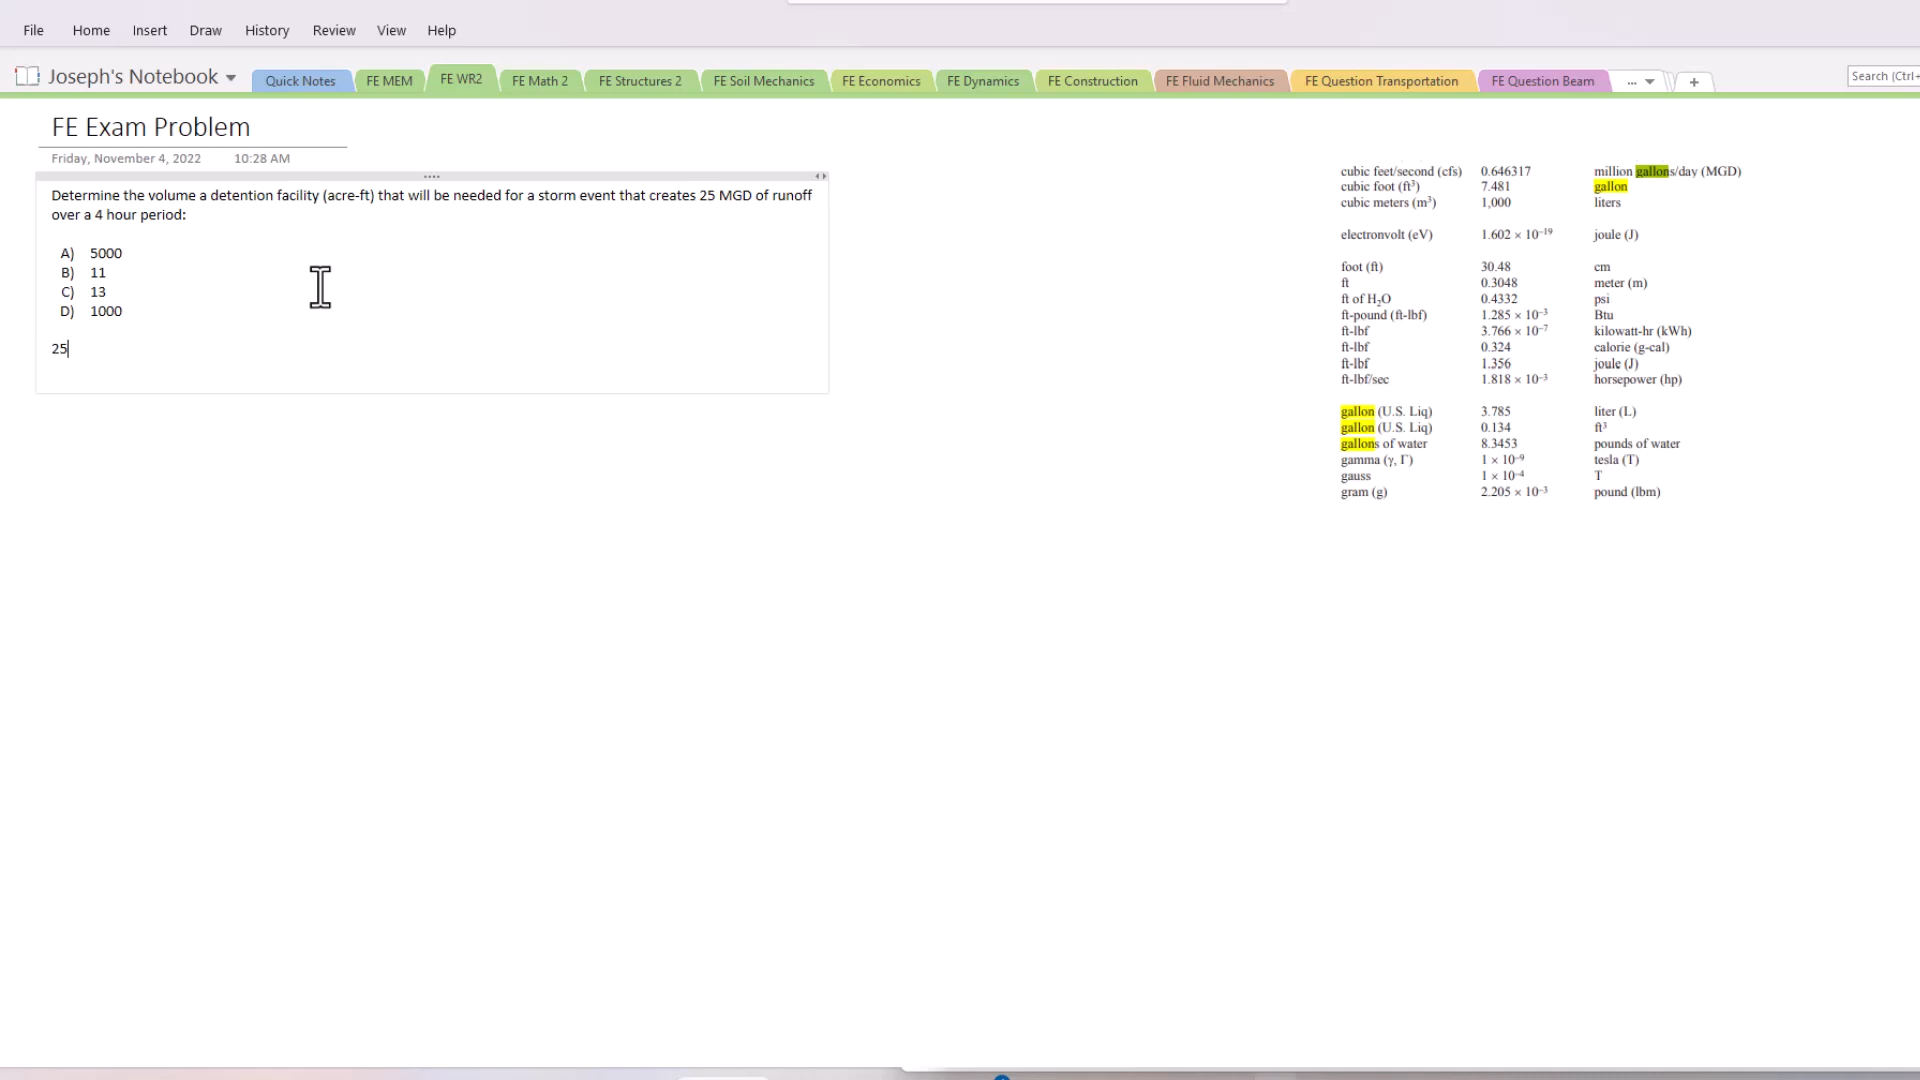 File Home Insert Draw History Review View Help
Joseph's Notebook Quick Notes FE MEM FE WR2 FE Math 2 FE Structures 2 FE Soil Mechanics FE Economics FE Dynamics FE Construction FE Fluid Mechanics FE Question Transportation FE Question Beam ... + Search (Ctrl+
FE Exam Problem
Friday, November 4, 2022 10:28 AM
Determine the volume a detention facility (acre-ft) that will be needed for a storm event that creates 25 MGD of runoff
over a 4 hour period:
A) 5000
B) 11
C) 13
D) 1000
25
cubic feet/second (cfs) 0.646317 million gallons/day (MGD)
cubic foot (ft³) 7.481 gallon
cubic meters (m³) 1,000 liters
electronvolt (eV) 1.602 × 10⁻¹⁹ joule (J)
foot (ft) 30.48 cm
ft 0.3048 meter (m)
ft of H₂O 0.4332 psi
ft-pound (ft-lbf) 1.285 × 10⁻³ Btu
ft-lbf 3.766 × 10⁻⁷ kilowatt-hr (kWh)
ft-lbf 0.324 calorie (g-cal)
ft-lbf 1.356 joule (J)
ft-lbf/sec 1.818 × 10⁻³ horsepower (hp)
gallon (U.S. Liq) 3.785 liter (L)
gallon (U.S. Liq) 0.134 ft³
gallons of water 8.3453 pounds of water
gamma (γ, Γ) 1 × 10⁻⁹ tesla (T)
gauss 1 × 10⁻⁴ T
gram (g) 2.205 × 10⁻³ pound (lbm)